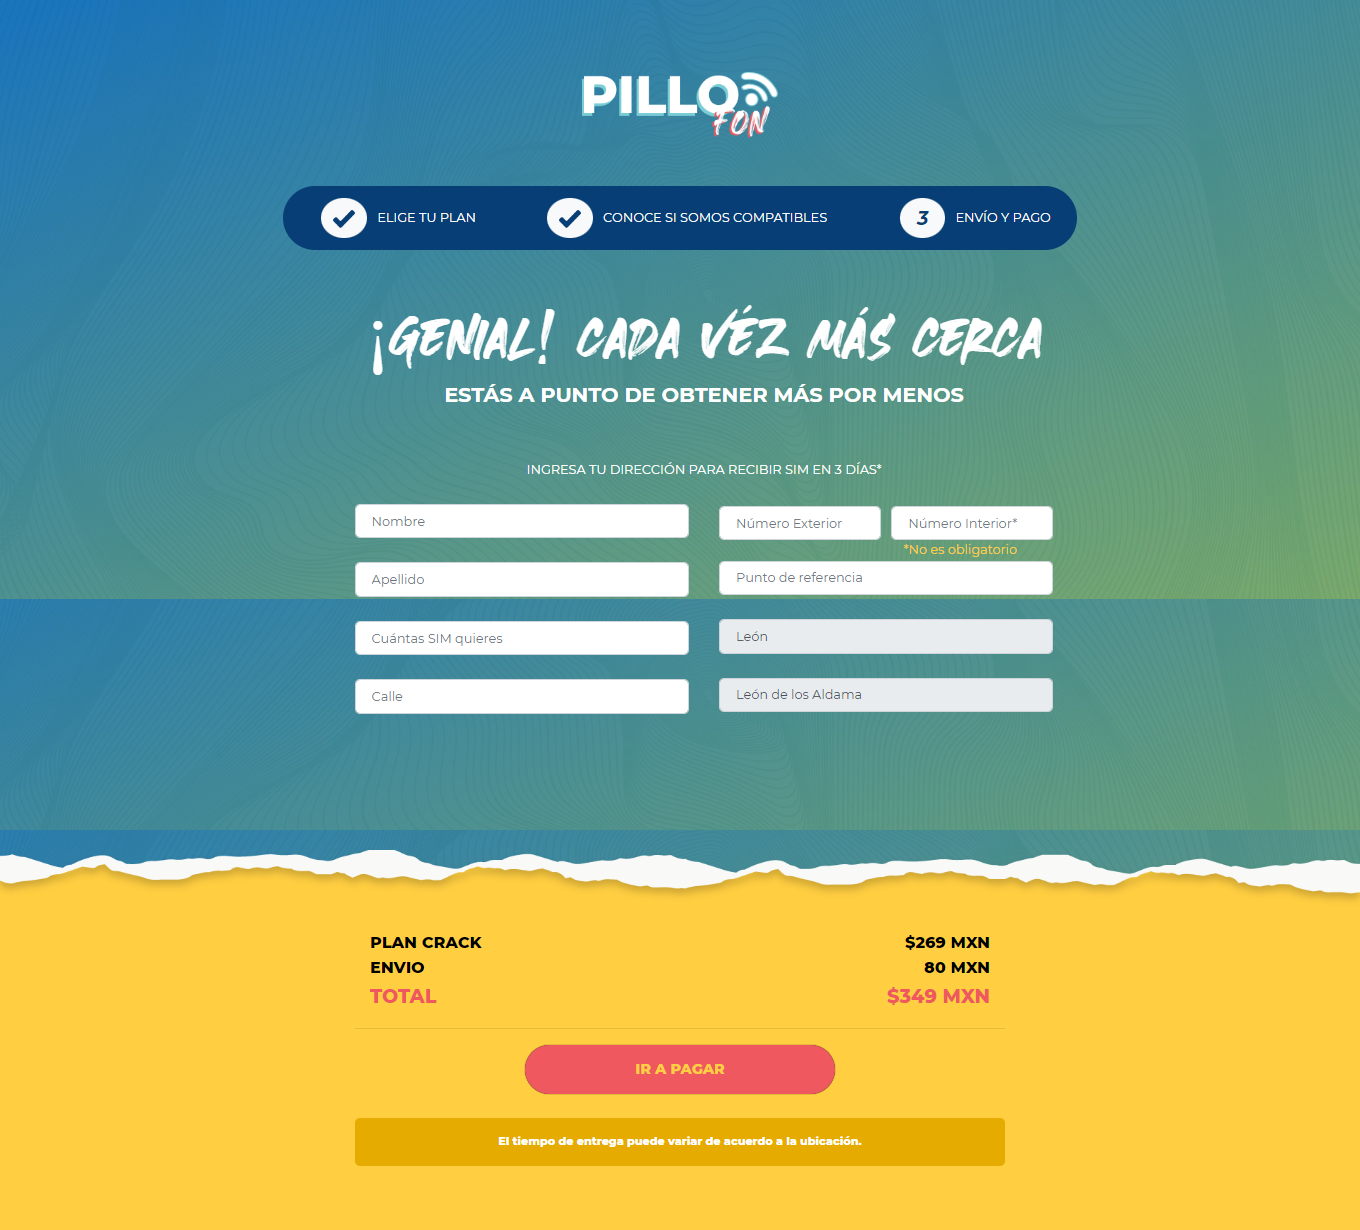 PILLO
FON
ELIGE TU PLAN
CONOCE SI SOMOS COMPATIBLES
3 ENVÍO Y PAGO
¡GENIAL! CADA VÉZ MÁS CERCA
ESTÁS A PUNTO DE OBTENER MÁS POR MENOS
INGRESA TU DIRECCIÓN PARA RECIBIR SIM EN 3 DÍAS*
Nombre
Número Exterior
Número Interior*
*No es obligatorio
Apellido
Punto de referencia
Cuántas SIM quieres
León
Calle
León de los Aldama
PLAN CRACK $269 MXN
ENVIO 80 MXN
TOTAL $349 MXN
IR A PAGAR
El tiempo de entrega puede variar de acuerdo a la ubicación.